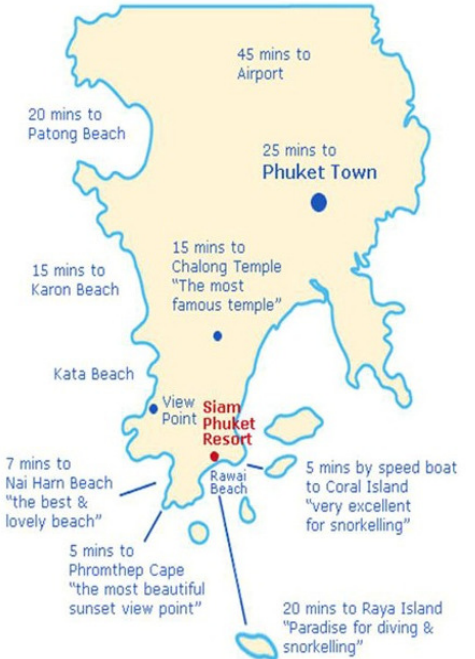 45 mins to
Airport
20 mins to
Patong Beach
25 mins to
Phuket Town
15 mins to
Chalong Temple
"The most
famous temple"
15 mins to
Karon Beach
Kata Beach
View
Point
Siam
Phuket
Resort
Rawai
Beach
7 mins to
Nai Harn Beach
"the best &
lovely beach"
5 mins by speed boat
to Coral Island
"very excellent
for snorkelling"
5 mins to
Phromthep Cape
"the most beautiful
sunset view point"
20 mins to Raya Island
"Paradise for diving &
snorkelling"